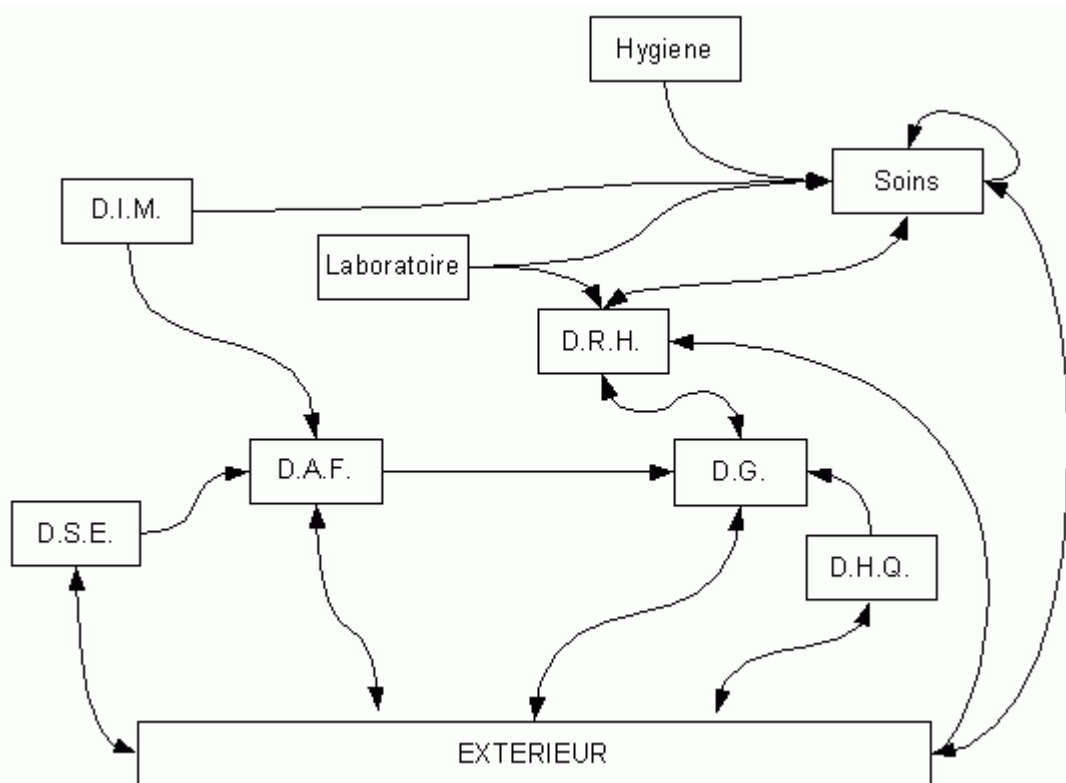 Hygiene
Soins
D.I.M.
Laboratoire
D.R.H.
D.A.F.
D.G.
D.S.E.
D.H.Q.
EXTERIEUR